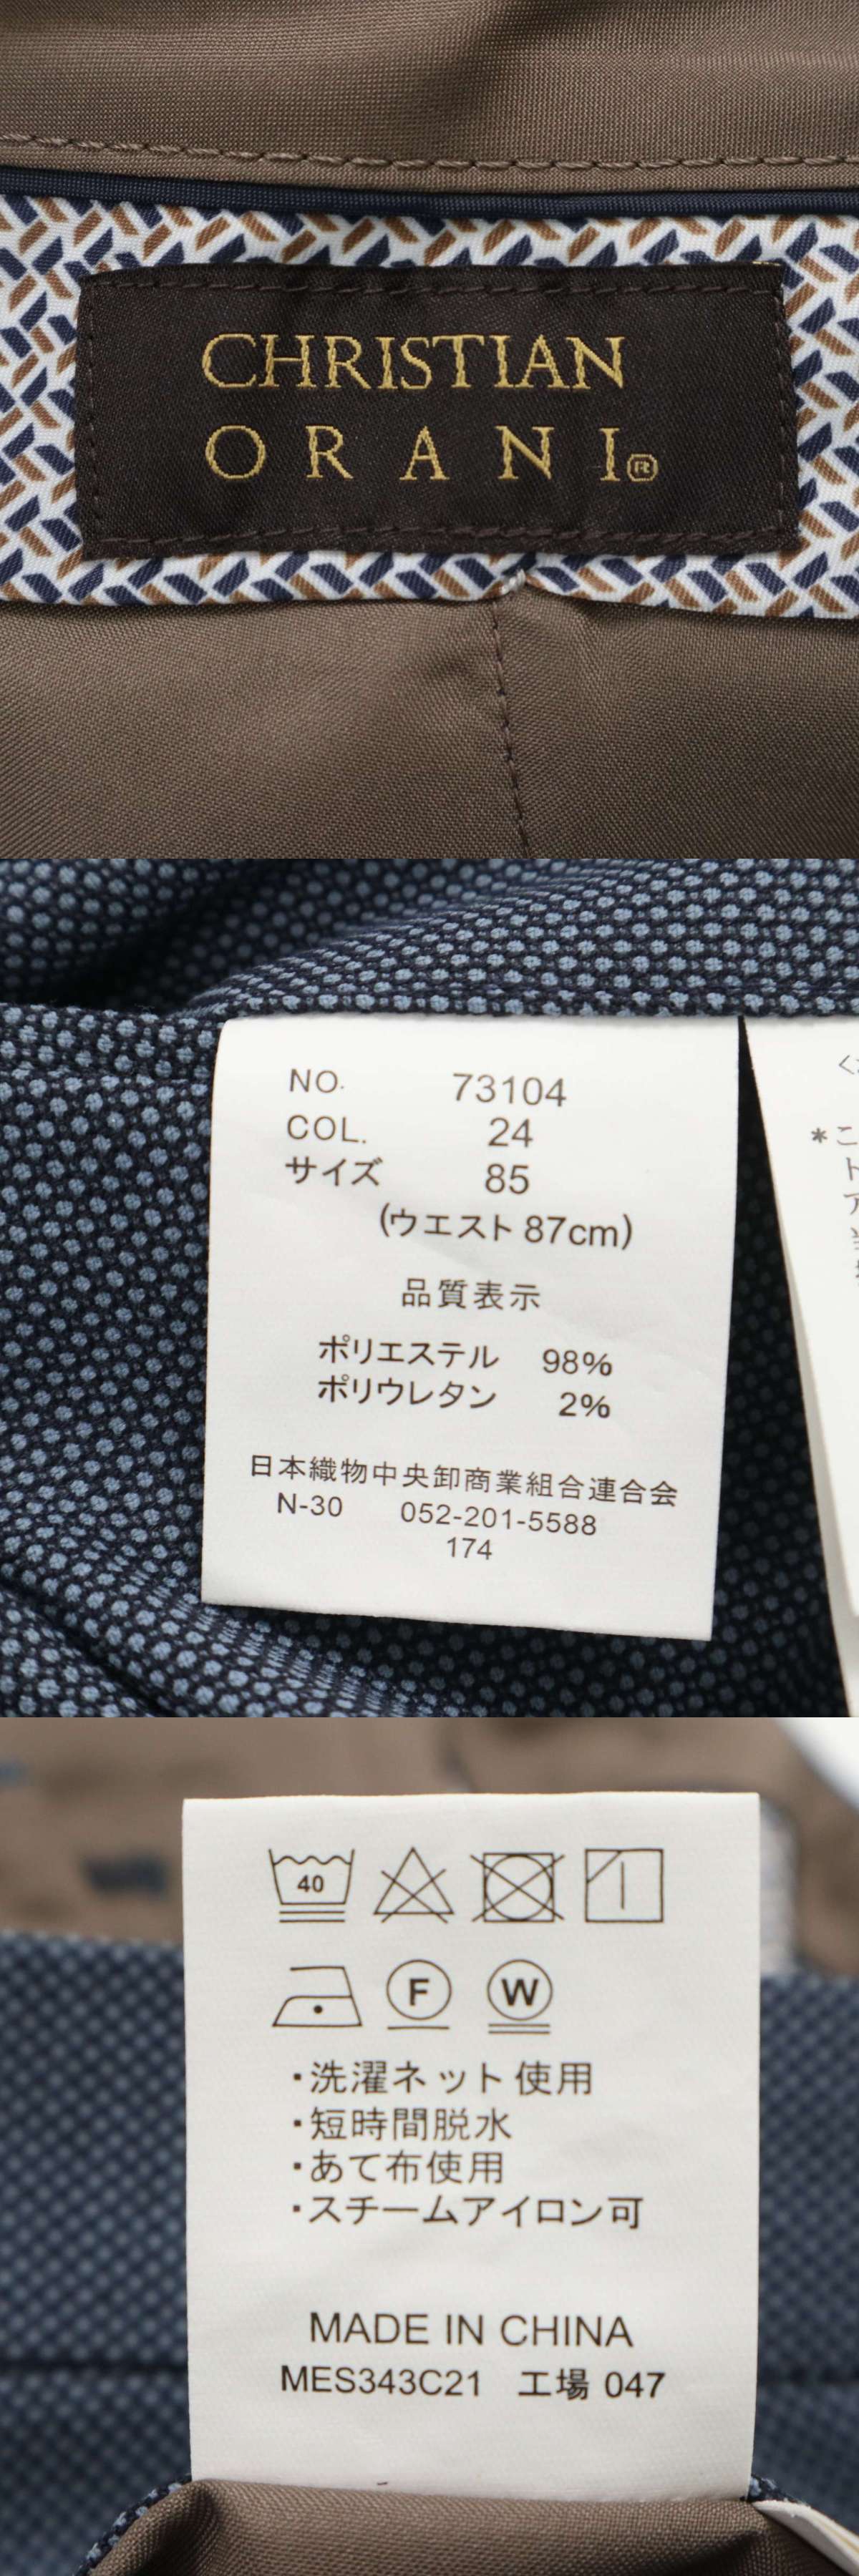 CHRISTIAN
ORANI®
NO. 73104
COL. 24
サイズ 85
(ウエスト 87cm)
品質表示
ポリエステル 98%
ポリウレタン 2%
日本織物中央卸商業組合連合会
N-30 052-201-5588
174
*こ
ト
ア
40
F W
・洗濯ネット使用
・短時間脱水
・あて布使用
・スチームアイロン可
MADE IN CHINA
MES343C21 工場 047